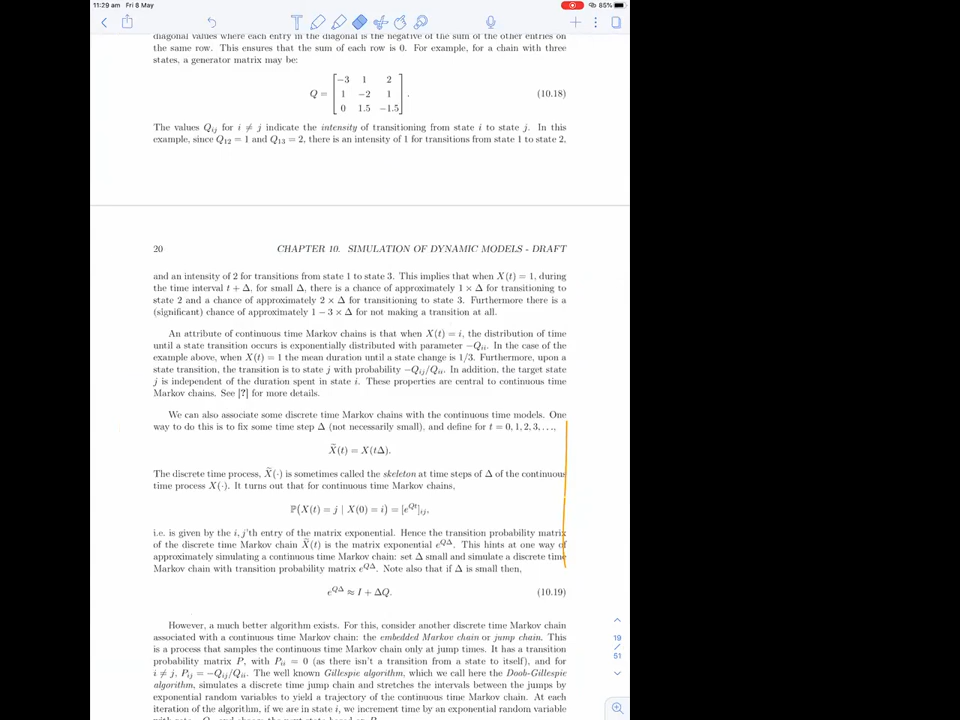 11:29 am Fri 8 May
85%
diagonal values where each entry in the diagonal is the negative of the sum of the other entries on
the same row. This ensures that the sum of each row is 0. For example, for a chain with three
states, a generator matrix may be:
Q = [−3 1 2
1 −2 1
0 1.5 −1.5] . (10.18)
The values Qij for i ≠ j indicate the intensity of transitioning from state i to state j. In this
example, since Q12 = 1 and Q13 = 2, there is an intensity of 1 for transitions from state 1 to state 2,
20 CHAPTER 10. SIMULATION OF DYNAMIC MODELS - DRAFT
and an intensity of 2 for transitions from state 1 to state 3. This implies that when X(t) = 1, during
the time interval t + Δ, for small Δ, there is a chance of approximately 1 × Δ for transitioning to
state 2 and a chance of approximately 2 × Δ for transitioning to state 3. Furthermore there is a
(significant) chance of approximately 1 − 3 × Δ for not making a transition at all.
An attribute of continuous time Markov chains is that when X(t) = i, the distribution of time
until a state transition occurs is exponentially distributed with parameter −Qii. In the case of the
example above, when X(t) = 1 the mean duration until a state change is 1/3. Furthermore, upon a
state transition, the transition is to state j with probability −Qij/Qii. In addition, the target state
j is independent of the duration spent in state i. These properties are central to continuous time
Markov chains. See [?] for more details.
We can also associate some discrete time Markov chains with the continuous time models. One
way to do this is to fix some time step Δ (not necessarily small), and define for t = 0, 1, 2, 3, . . .,
X̃(t) = X(tΔ).
The discrete time process, X̃(·) is sometimes called the skeleton at time steps of Δ of the continuous
time process X(·). It turns out that for continuous time Markov chains,
ℙ(X(t) = j | X(0) = i) = [e^{Qt}]ij,
i.e. is given by the i, j'th entry of the matrix exponential. Hence the transition probability matrix
of the discrete time Markov chain X̃(t) is the matrix exponential e^{QΔ}. This hints at one way of
approximately simulating a continuous time Markov chain: set Δ small and simulate a discrete time
Markov chain with transition probability matrix e^{QΔ}. Note also that if Δ is small then,
e^{QΔ} ≈ I + ΔQ. (10.19)
However, a much better algorithm exists. For this, consider another discrete time Markov chain
associated with a continuous time Markov chain: the embedded Markov chain or jump chain. This
is a process that samples the continuous time Markov chain only at jump times. It has a transition
probability matrix P, with Pii = 0 (as there isn't a transition from a state to itself), and for
i ≠ j, Pij = −Qij/Qii. The well known Gillespie algorithm, which we call here the Doob-Gillespie
algorithm, simulates a discrete time jump chain and stretches the intervals between the jumps by
exponential random variables to yield a trajectory of the continuous time Markov chain. At each
iteration of the algorithm, if we are in state i, we increment time by an exponential random variable
19
/
51